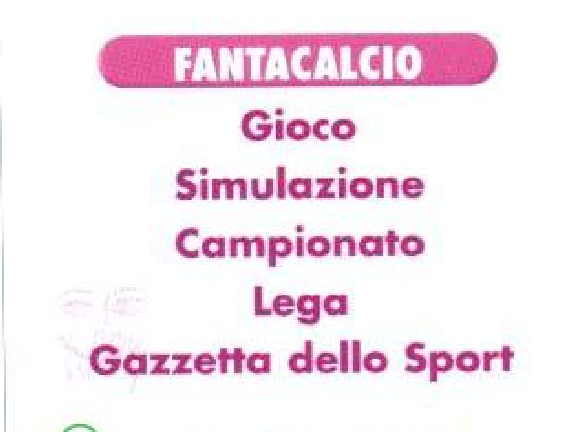 FANTACALCIO
Gioco
Simulazione
Campionato
Lega
Gazzetta dello Sport